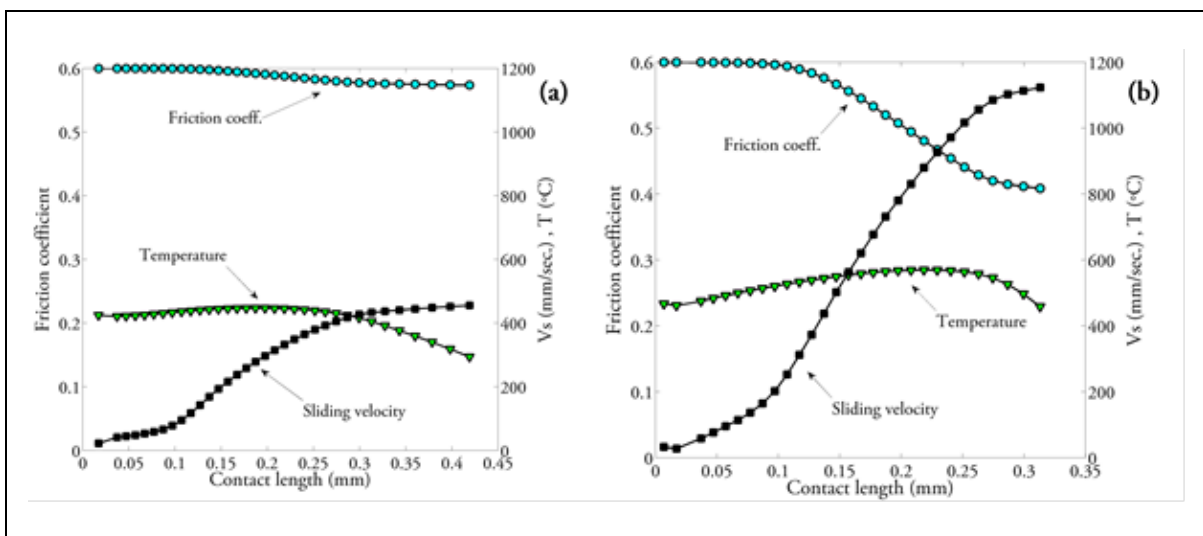 (a)
0.6
0.5
0.4
0.3
0.2
0.1
0
Friction coefficient
1200
1000
800
600
400
200
0
Vs (mm/sec.) , T (°C)
Friction coeff.
Temperature
Sliding velocity
0 0.05 0.1 0.15 0.2 0.25 0.3 0.35 0.4 0.45
Contact length (mm)
(b)
0.6
0.5
0.4
0.3
0.2
0.1
0
Friction coefficient
1200
1000
800
600
400
200
0
Vs (mm/sec.) , T (°C)
Friction coeff.
Temperature
Sliding velocity
0 0.05 0.1 0.15 0.2 0.25 0.3 0.35
Contact length (mm)